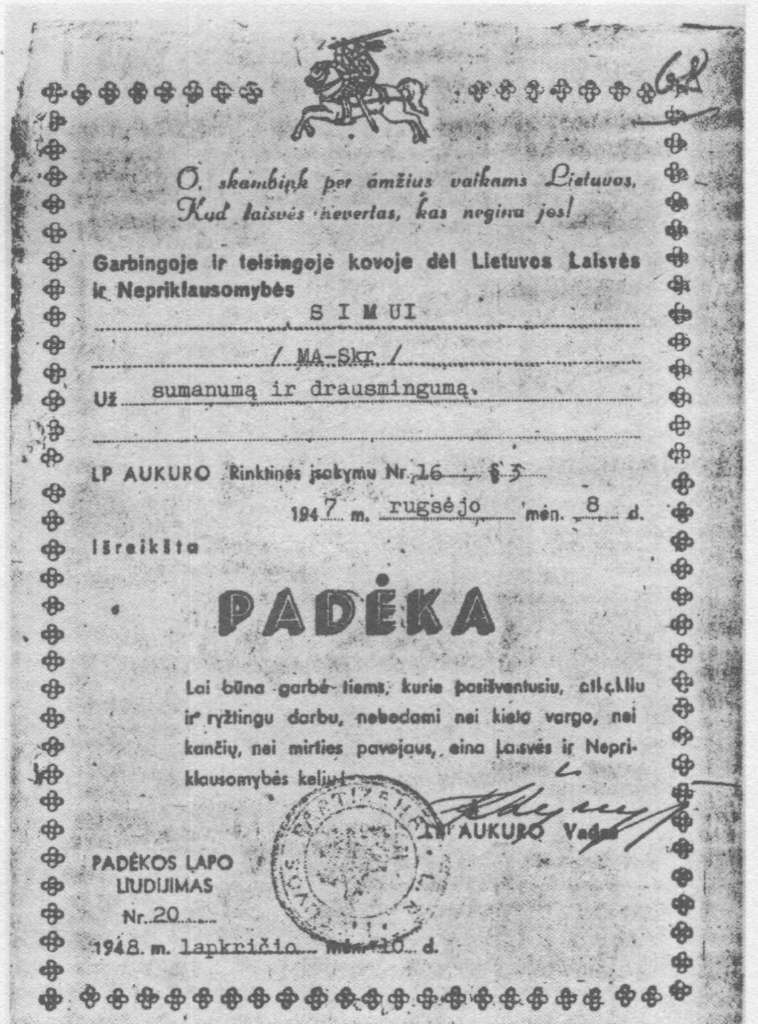 68
O, skambink per amžius vaikams Lietuvos,
Kad laisvės nevertas, kas negina jos!
Garbingoje ir teisingoje kovoje dėl Lietuvos Laisvės
ir Nepriklausomybės
SIMUI
/ MA-Skr /
Už sumanumą ir drausmingumą.
LP AUKURO Rinktinės įsakymu Nr. 16 § 3
1947 m. rugsėjo mėn. 8 d.
Išreikšta
PADĖKA
Lai būna garbė tiems, kurie pasišventusiu, atkakliu
ir ryžtingu darbu, nebodami nei kieto vargo, nei
kančių, nei mirties pavojaus, eina Laisvės ir Nepri-
klausomybės keliu!
LP AUKURO Vadas
PADĖKOS LAPO
LIUDIJIMAS
Nr. 20
1948 m. lapkričio mėn. 10 d.